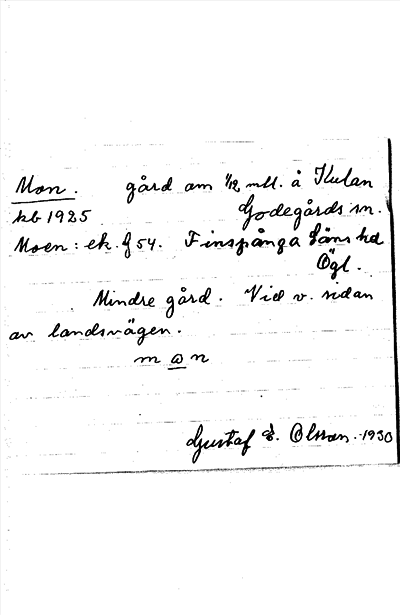 Mon. gård om 1/12 mtl. å Kulan
kb 1925 Godegårds sn.
Moen: ek. f 54. Finspånga läns hd
Ögl.
Mindre gård. Vid v. sidan
av landsvägen.
m ω n
Gustaf E. Olsson. 1930